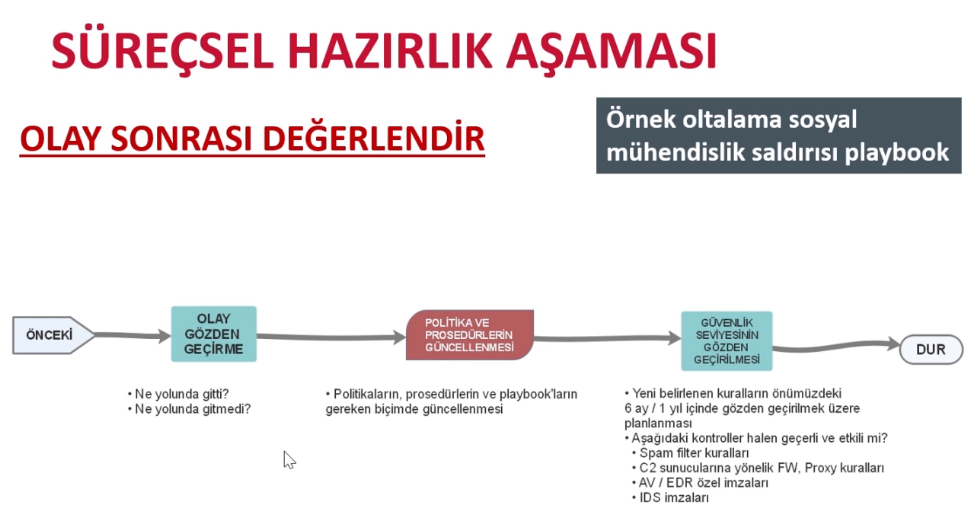 SÜREÇSEL HAZIRLIK AŞAMASI
OLAY SONRASI DEĞERLENDİR
Örnek oltalama sosyal
mühendislik saldırısı playbook
ÖNCEKİ
OLAY
GÖZDEN
GEÇİRME
POLİTİKA VE
PROSEDÜRLERİN
GÜNCELLENMESİ
GÜVENLİK
SEVİYESİNİN
GÖZDEN
GEÇİRİLMESİ
DUR
• Ne yolunda gitti?
• Ne yolunda gitmedi?
• Politikaların, prosedürlerin ve playbook'ların
gereken biçimde güncellenmesi
• Yeni belirlenen kuralların önümüzdeki
6 ay / 1 yıl içinde gözden geçirilmek üzere
planlanması
• Aşağıdaki kontroller halen geçerli ve etkili mi?
• Spam filter kuralları
• C2 sunucularına yönelik FW, Proxy kuralları
• AV / EDR özel imzaları
• IDS imzaları